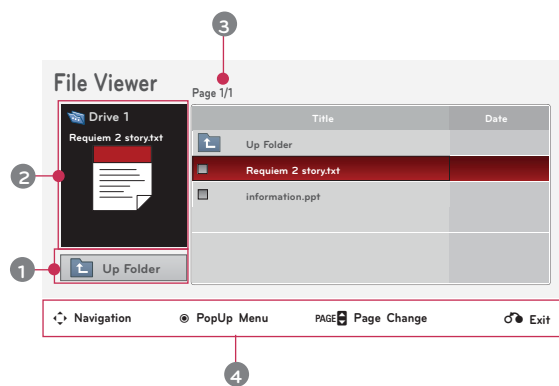 3
File Viewer
Page 1/1
Drive 1
Requiem 2 story.txt
Title Date
Up Folder
Requiem 2 story.txt
information.ppt
2
1
Up Folder
Navigation PopUp Menu PAGE Page Change Exit
4